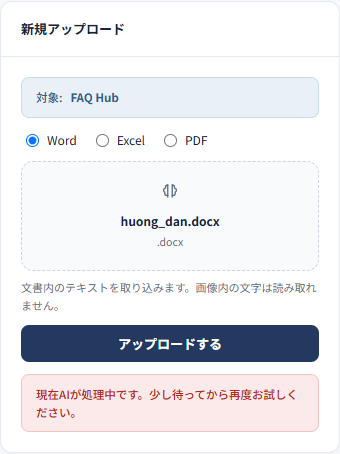 新規アップロード
対象: FAQ Hub
Word Excel PDF
huong_dan.docx
.docx
文書内のテキストを取り込みます。画像内の文字は読み取れ
ません。
アップロードする
現在AIが処理中です。少し待ってから再度お試しく
ださい。